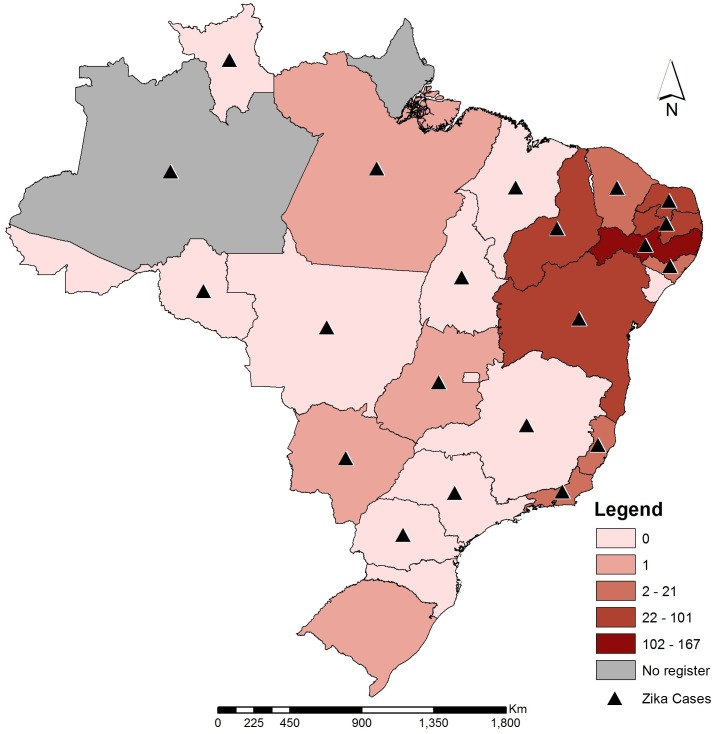 N
Legend
0
1
2 - 21
22 - 101
102 - 167
No register
Zika Cases
Km
0 225 450 900 1,350 1,800